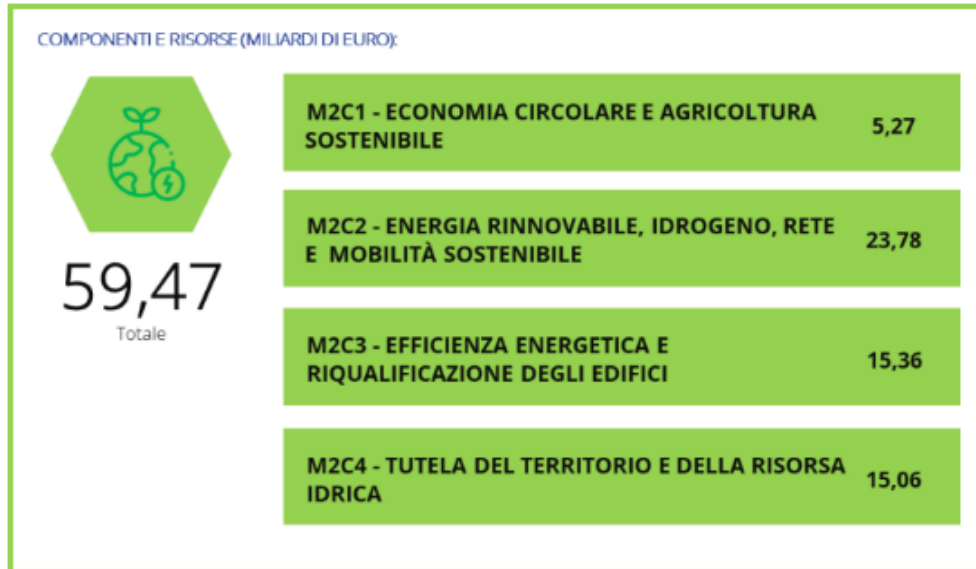 COMPONENTI E RISORSE (MILIARDI DI EURO):
59,47
Totale
M2C1 - ECONOMIA CIRCOLARE E AGRICOLTURA
SOSTENIBILE
5,27
M2C2 - ENERGIA RINNOVABILE, IDROGENO, RETE
E MOBILITÀ SOSTENIBILE
23,78
M2C3 - EFFICIENZA ENERGETICA E
RIQUALIFICAZIONE DEGLI EDIFICI
15,36
M2C4 - TUTELA DEL TERRITORIO E DELLA RISORSA
IDRICA
15,06